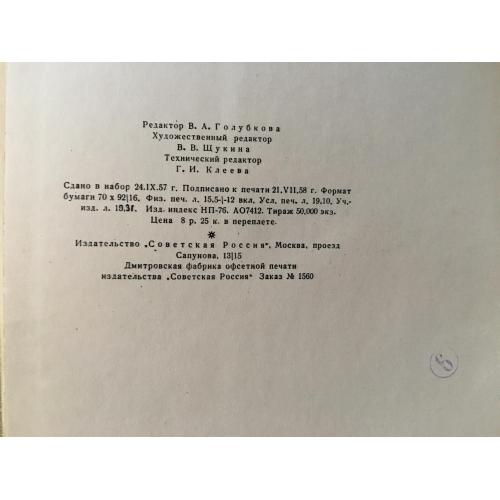 Редактор В. А. Голубкова
Художественный редактор
В. В. Щукина
Технический редактор
Г. И. Клеева
Сдано в набор 24.IX.57 г. Подписано к печати 21.VII.58 г. Формат
бумаги 70 x 92|16. Физ. печ. л. 15,5-|-12 вкл. Усл. печ. л. 19,10. Уч.-
изд. л. 19,31. Изд. индекс НП-76. АО7412. Тираж 50,000 экз.
Цена 8 р. 25 к. в переплете.
Издательство „Советская Россия“, Москва, проезд
Сапунова, 13|15
Дмитровская фабрика офсетной печати
издательства „Советская Россия“ Заказ № 1560